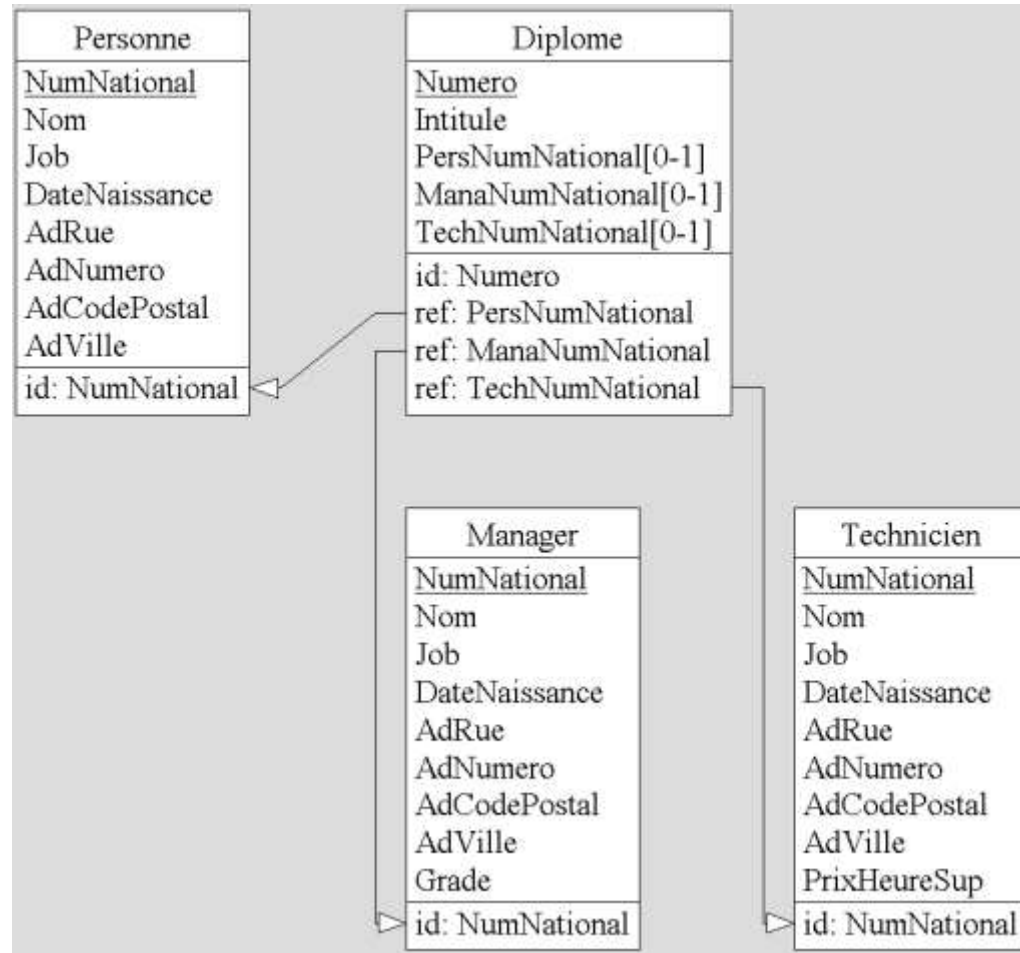 Personne
NumNational
Nom
Job
DateNaissance
AdRue
AdNumero
AdCodePostal
AdVille
id: NumNational
Diplome
Numero
Intitule
PersNumNational[0-1]
ManaNumNational[0-1]
TechNumNational[0-1]
id: Numero
ref: PersNumNational
ref: ManaNumNational
ref: TechNumNational
Manager
NumNational
Nom
Job
DateNaissance
AdRue
AdNumero
AdCodePostal
AdVille
Grade
id: NumNational
Technicien
NumNational
Nom
Job
DateNaissance
AdRue
AdNumero
AdCodePostal
AdVille
PrixHeureSup
id: NumNational